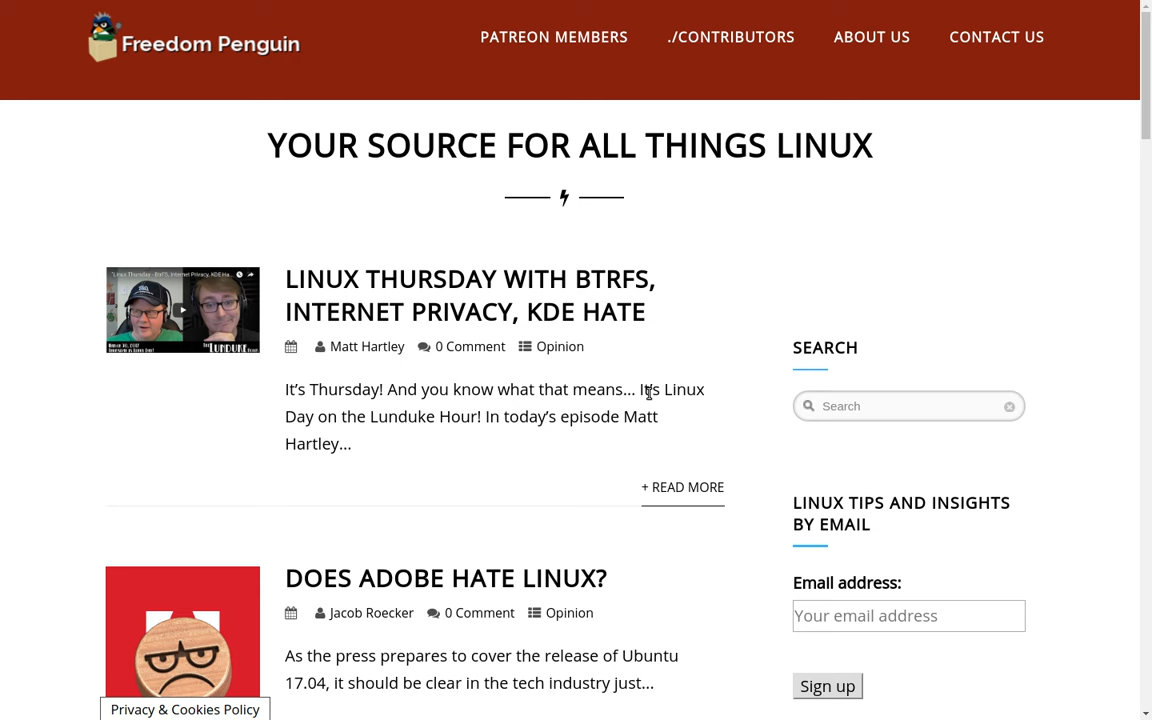 Freedom Penguin
PATREON MEMBERS
./CONTRIBUTORS
ABOUT US
CONTACT US
YOUR SOURCE FOR ALL THINGS LINUX
LINUX THURSDAY WITH BTRFS,
INTERNET PRIVACY, KDE HATE
Matt Hartley
0 Comment
Opinion
It’s Thursday! And you know what that means… It’s Linux
Day on the Lunduke Hour! In today’s episode Matt
Hartley…
+ READ MORE
DOES ADOBE HATE LINUX?
Jacob Roecker
0 Comment
Opinion
As the press prepares to cover the release of Ubuntu
17.04, it should be clear in the tech industry just…
SEARCH
Search
LINUX TIPS AND INSIGHTS
BY EMAIL
Email address:
Your email address
Sign up
Privacy & Cookies Policy